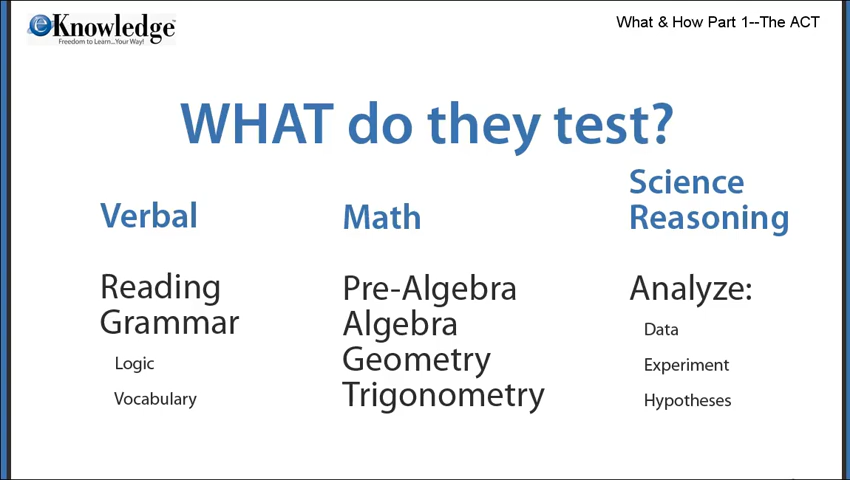 eKnowledge™
Freedom to Learn...Your Way!
What & How Part 1--The ACT
WHAT do they test?
Verbal
Reading
Grammar
Logic
Vocabulary
Math
Pre-Algebra
Algebra
Geometry
Trigonometry
Science
Reasoning
Analyze:
Data
Experiment
Hypotheses